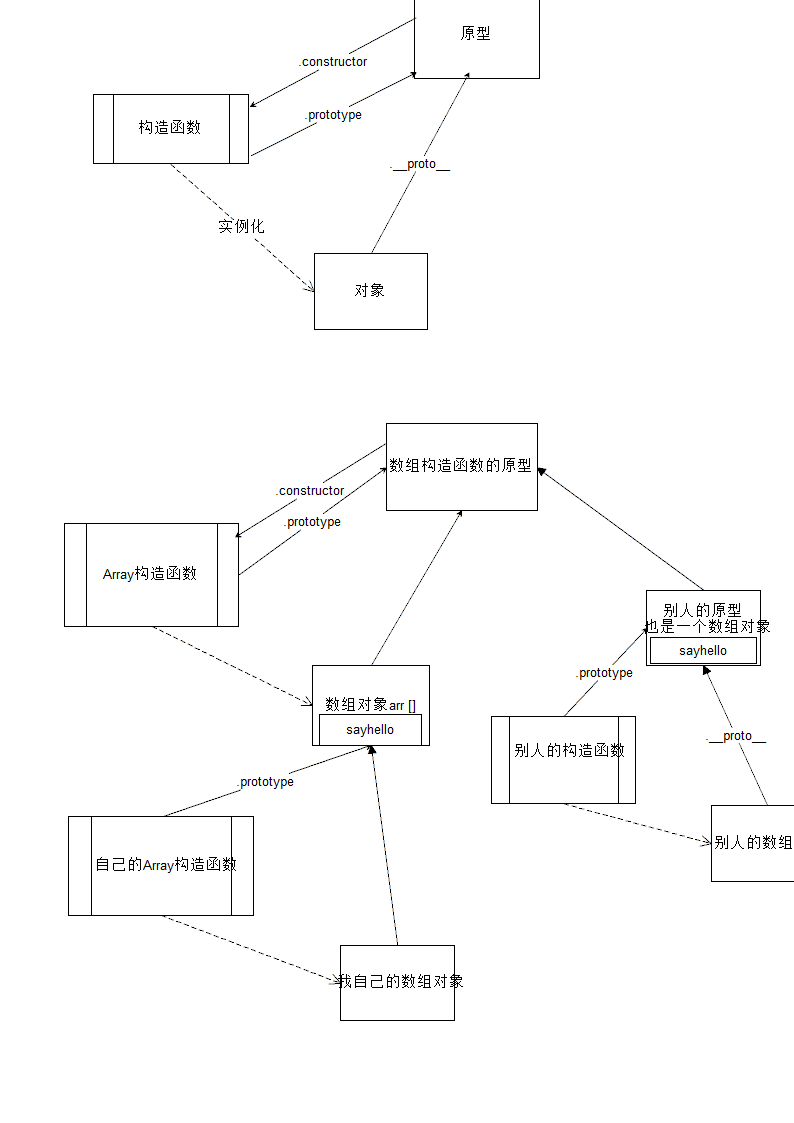 原型
.constructor
.prototype
构造函数
.__proto__
实例化
对象
数组构造函数的原型
.constructor
.prototype
Array构造函数
别人的原型
也是一个数组对象
sayhello
.prototype
数组对象arr []
sayhello
别人的构造函数
.__proto__
.prototype
别人的数组
自己的Array构造函数
我自己的数组对象